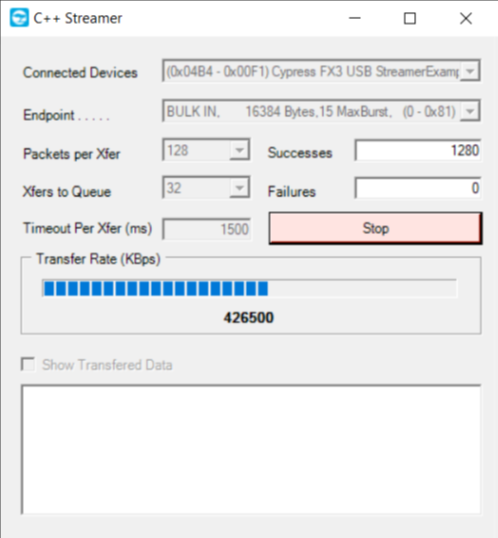 C++ Streamer
Connected Devices (0x04B4 - 0x00F1) Cypress FX3 USB StreamerExamp
Endpoint . . . . . BULK IN, 16384 Bytes,15 MaxBurst, (0 - 0x81)
Packets per Xfer 128 Successes 1280
Xfers to Queue 32 Failures 0
Timeout Per Xfer (ms) 1500 Stop
Transfer Rate (KBps)
426500
Show Transfered Data